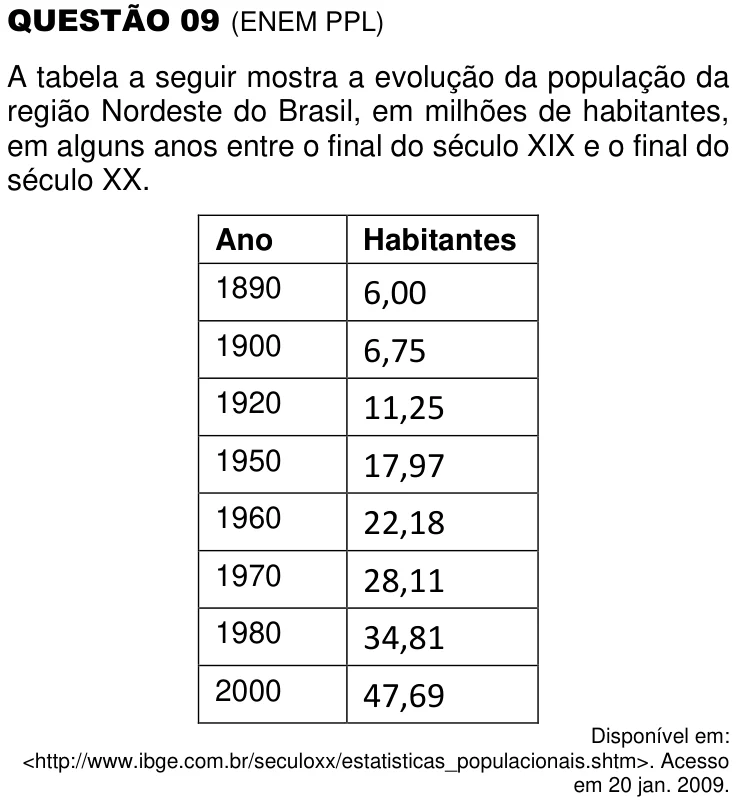 QUESTÃO 09 (ENEM PPL)
A tabela a seguir mostra a evolução da população da
região Nordeste do Brasil, em milhões de habitantes,
em alguns anos entre o final do século XIX e o final do
século XX.
Ano Habitantes
1890 6,00
1900 6,75
1920 11,25
1950 17,97
1960 22,18
1970 28,11
1980 34,81
2000 47,69
Disponível em:
<http://www.ibge.com.br/seculoxx/estatisticas_populacionais.shtm>. Acesso
em 20 jan. 2009.